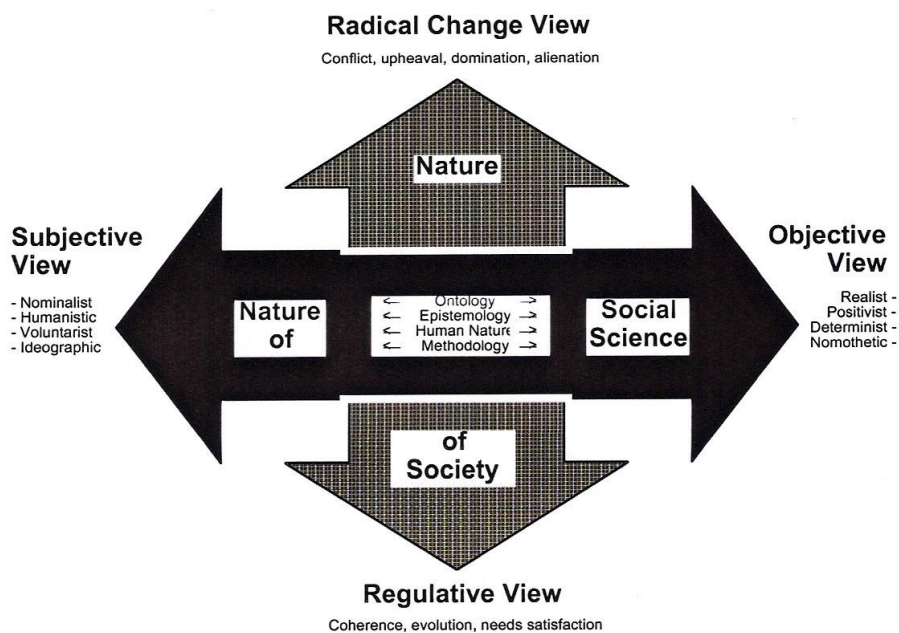 Radical Change View
Conflict, upheaval, domination, alienation
Nature
Subjective
View
- Nominalist
- Humanistic
- Voluntarist
- Ideographic
Nature
of
← Ontology →
← Epistemology →
← Human Nature →
← Methodology →
Social
Science
Objective
View
Realist -
Positivist -
Determinist -
Nomothetic -
of
Society
Regulative View
Coherence, evolution, needs satisfaction